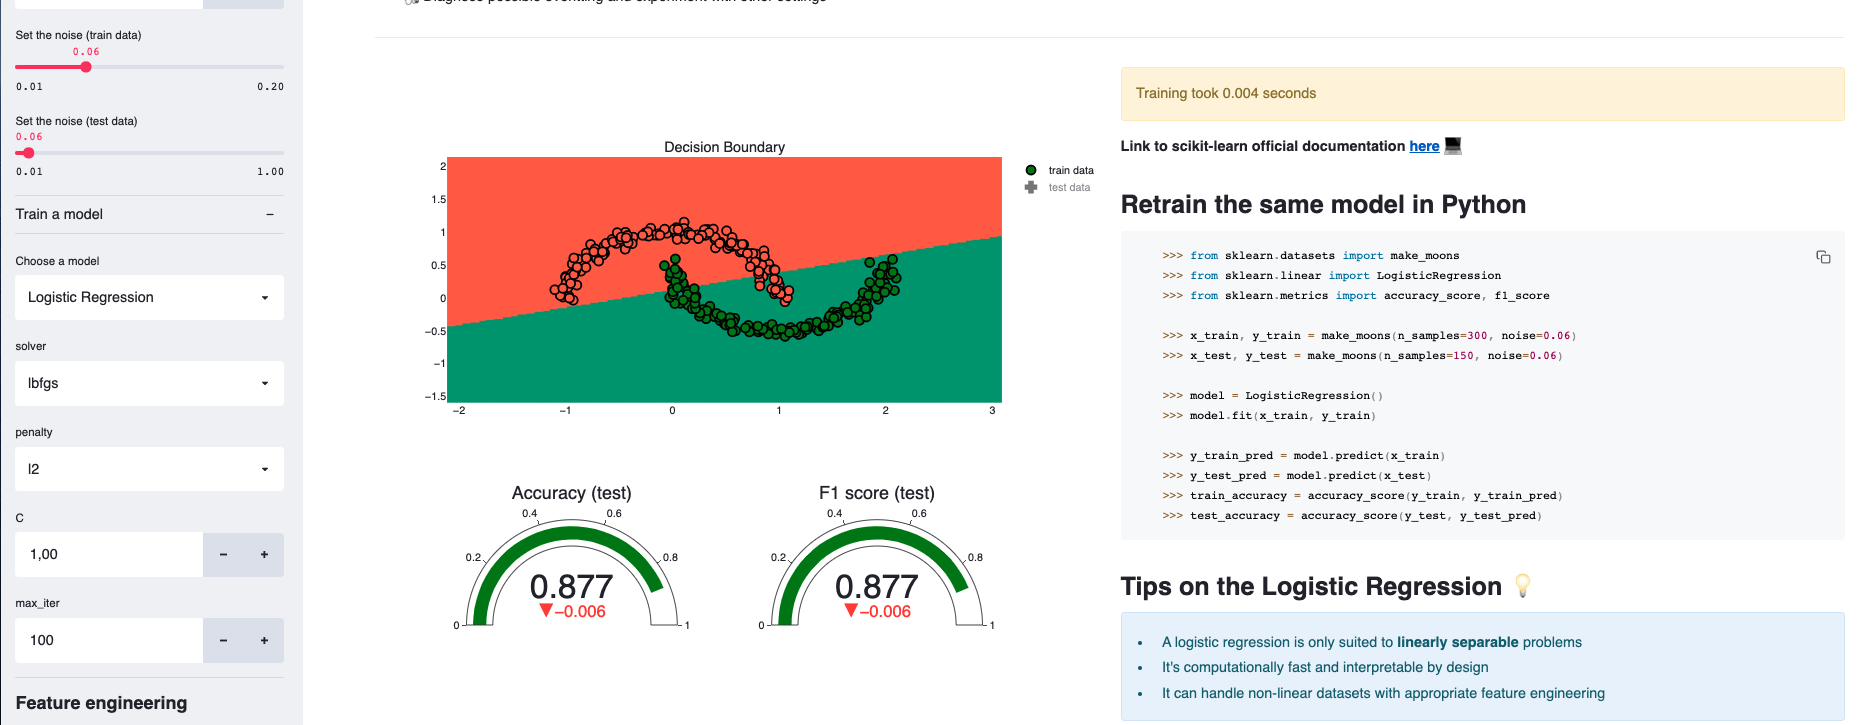 Diagnose possible overfitting and experiment with other settings
Set the noise (train data)
0.06
0.01 0.20
Set the noise (test data)
0.06
0.01 1.00
Train a model −
Choose a model
Logistic Regression
solver
lbfgs
penalty
l2
C
1,00 − +
max_iter
100 − +
Feature engineering
Decision Boundary
2
1.5
1
0.5
0
−0.5
−1
−1.5
−2 −1 0 1 2 3
train data
test data
Accuracy (test)
0 0.2 0.4 0.6 0.8 1
0.877
▼−0.006
F1 score (test)
0 0.2 0.4 0.6 0.8 1
0.877
▼−0.006
Training took 0.004 seconds
Link to scikit-learn official documentation here 💻
Retrain the same model in Python
>>> from sklearn.datasets import make_moons
>>> from sklearn.linear import LogisticRegression
>>> from sklearn.metrics import accuracy_score, f1_score
>>> x_train, y_train = make_moons(n_samples=300, noise=0.06)
>>> x_test, y_test = make_moons(n_samples=150, noise=0.06)
>>> model = LogisticRegression()
>>> model.fit(x_train, y_train)
>>> y_train_pred = model.predict(x_train)
>>> y_test_pred = model.predict(x_test)
>>> train_accuracy = accuracy_score(y_train, y_train_pred)
>>> test_accuracy = accuracy_score(y_test, y_test_pred)
Tips on the Logistic Regression 💡
• A logistic regression is only suited to linearly separable problems
• It's computationally fast and interpretable by design
• It can handle non-linear datasets with appropriate feature engineering